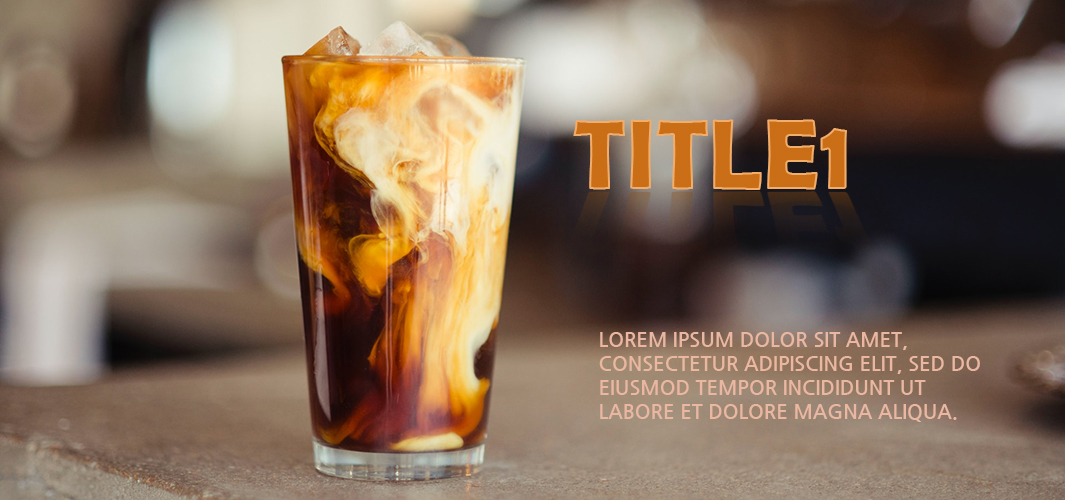 TITLE1
LOREM IPSUM DOLOR SIT AMET,
CONSECTETUR ADIPISCING ELIT, SED DO
EIUSMOD TEMPOR INCIDIDUNT UT
LABORE ET DOLORE MAGNA ALIQUA.